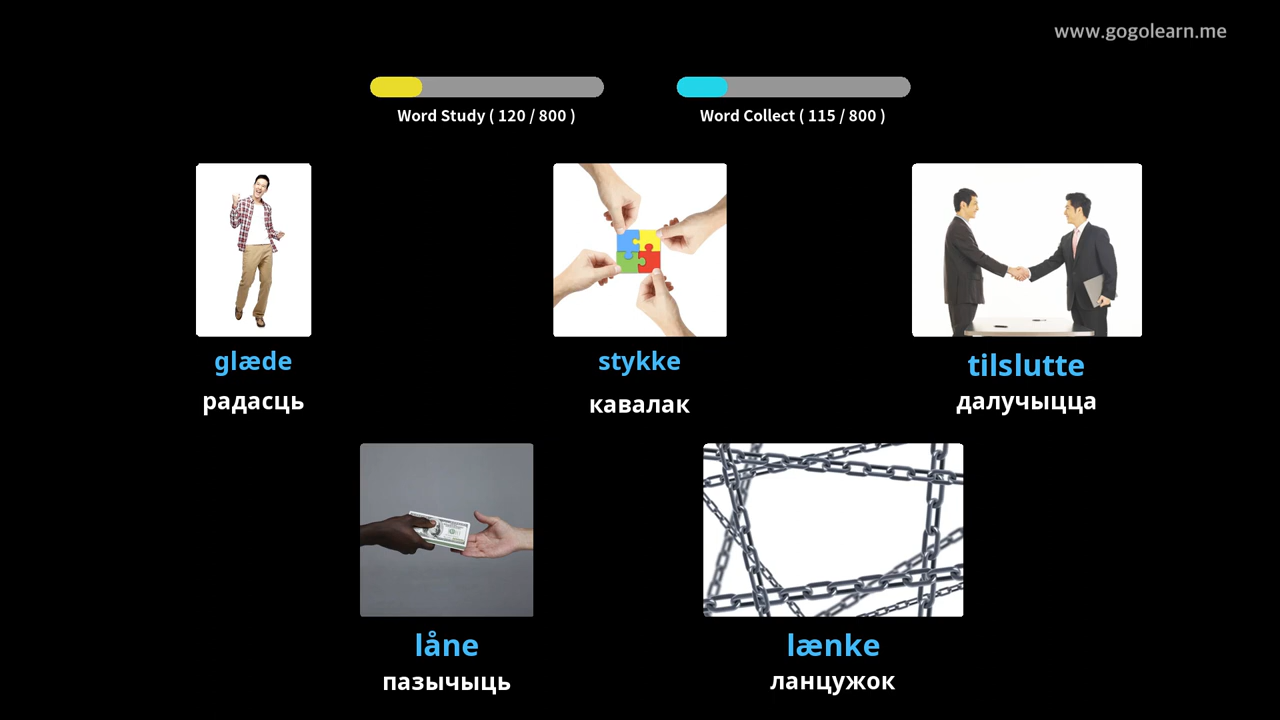 www.gogolearn.me
Word Study ( 120 / 800 )
Word Collect ( 115 / 800 )
glæde
радасць
stykke
кавалак
tilslutte
далучыцца
låne
пазычыць
lænke
ланцужок